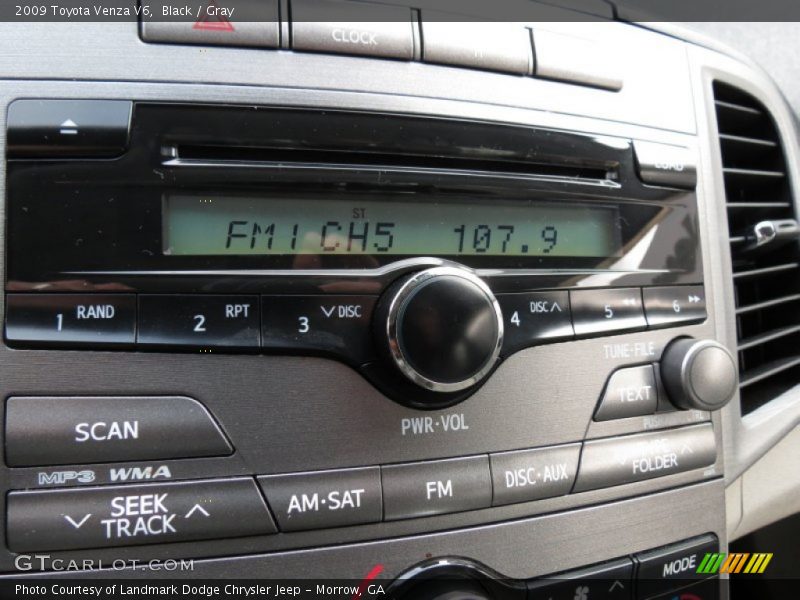 2009 Toyota Venza V6,  Black / Gray
CLOCK
LOAD
ST
FM1 CH5 107.9
1 RAND
2 RPT
3 ∨ DISC
4 DISC ∧
5
6
TUNE·FILE
TEXT
PWR·VOL
SCAN
MP3 WMA
SEEK
TRACK
AM·SAT
FM
DISC·AUX
FOLDER
MODE
GTCARLOT.COM
Photo Courtesy of Landmark Dodge Chrysler Jeep - Morrow, GA